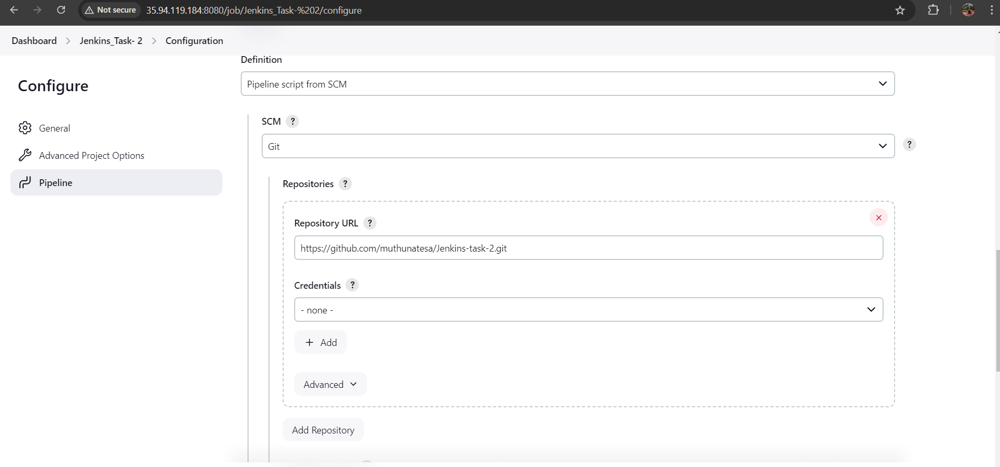 Not secure 35.94.119.184:8080/job/Jenkins_Task-%202/configure
Dashboard > Jenkins_Task- 2 > Configuration
Configure
General
Advanced Project Options
Pipeline
Definition
Pipeline script from SCM
SCM ?
Git
?
Repositories ?
Repository URL ?
https://github.com/muthunatesa/Jenkins-task-2.git
Credentials ?
- none -
+ Add
Advanced
Add Repository